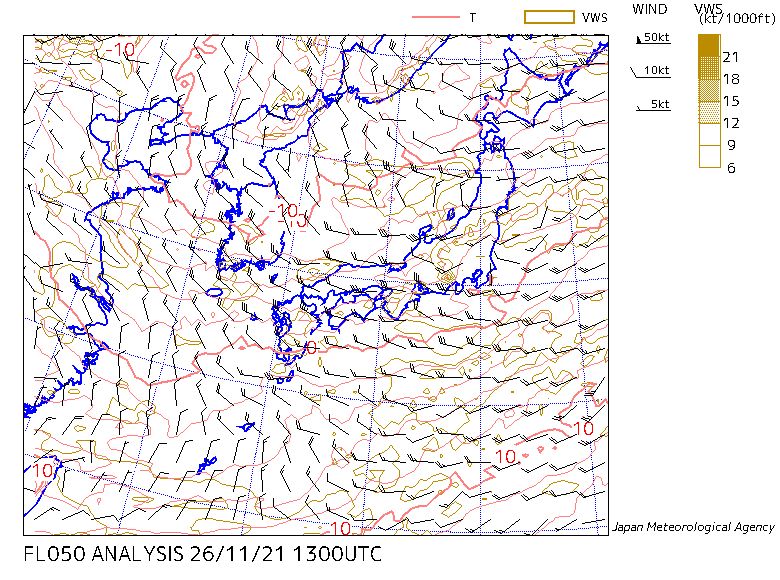 T
VWS
WIND
VWS
(kt/1000ft)
50kt
10kt
5kt
21
18
15
12
9
6
-10
-10
0
10
10
10
10
Japan Meteorological Agency
FL050 ANALYSIS 26/11/21 1300UTC